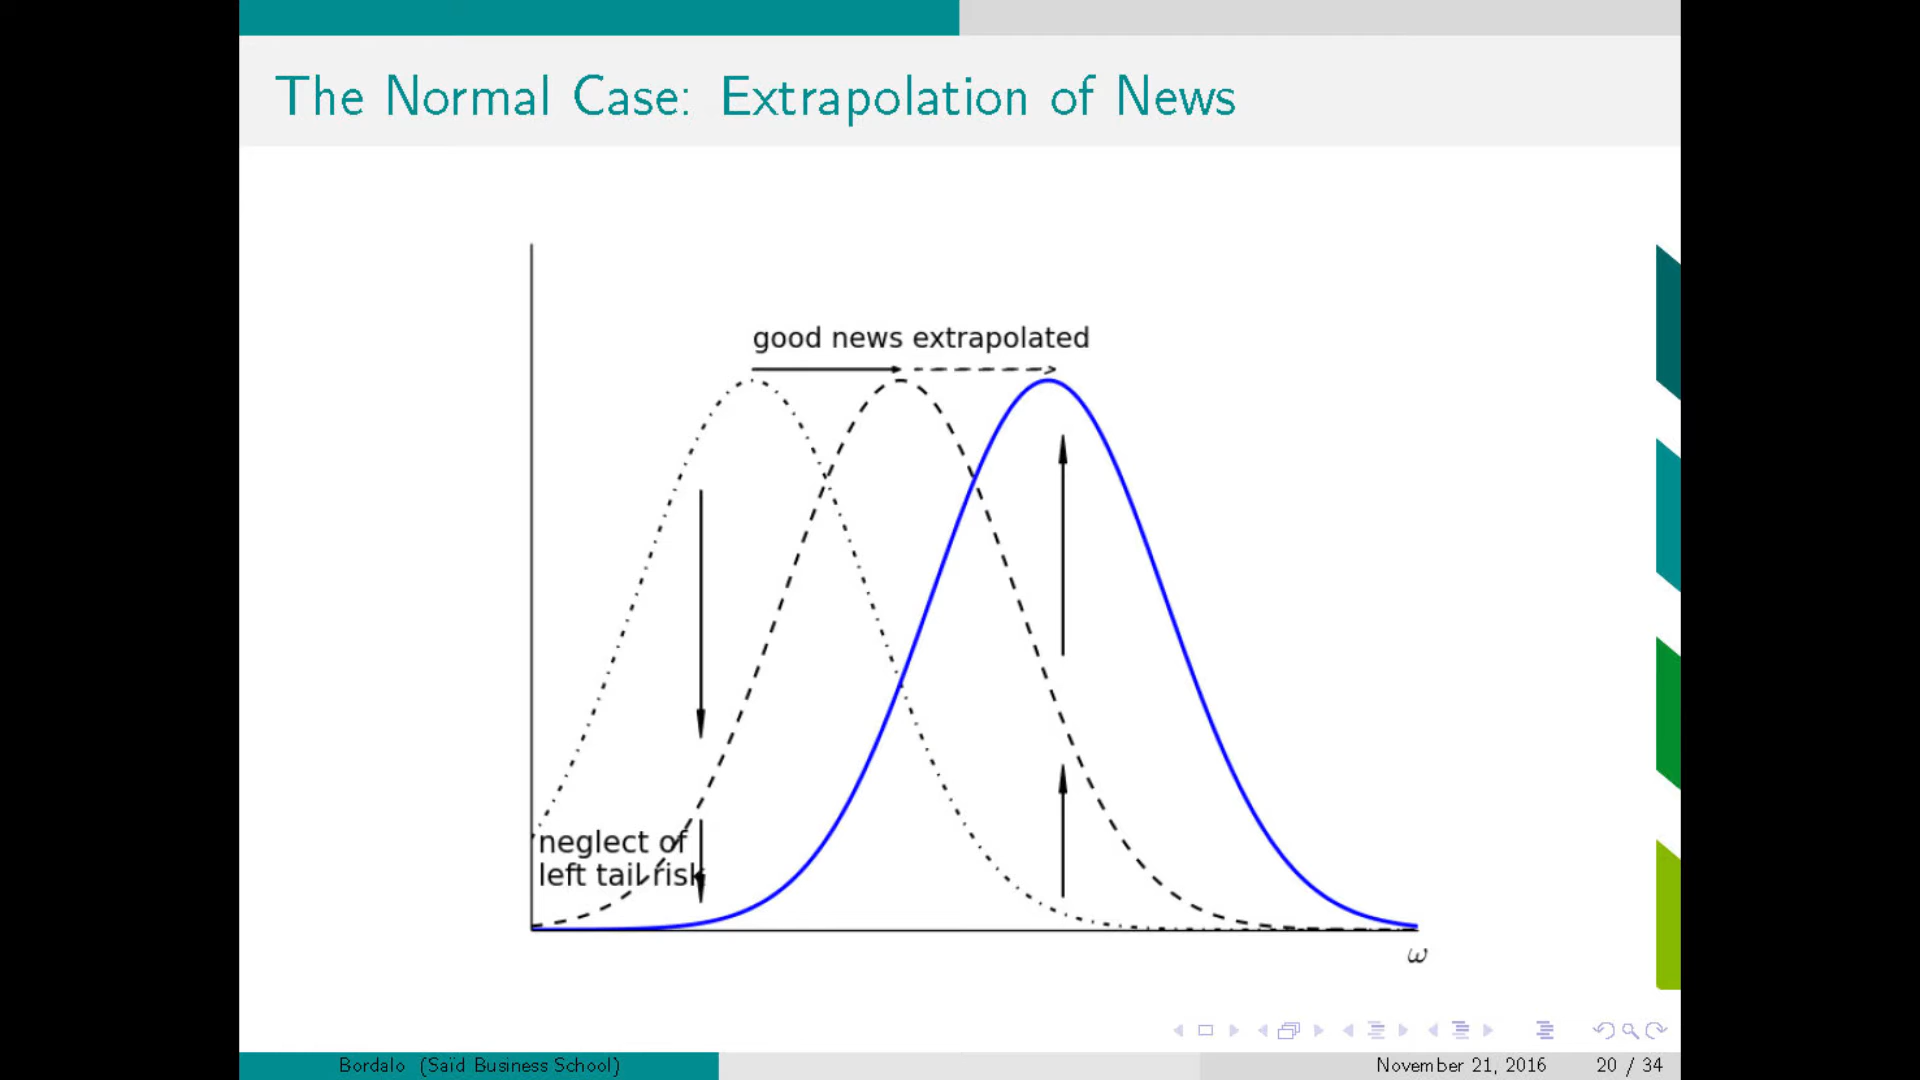 The Normal Case: Extrapolation of News
good news extrapolated
neglect of
left tail risk
ω
Bordalo (Saïd Business School)
November 21, 2016
20 / 34